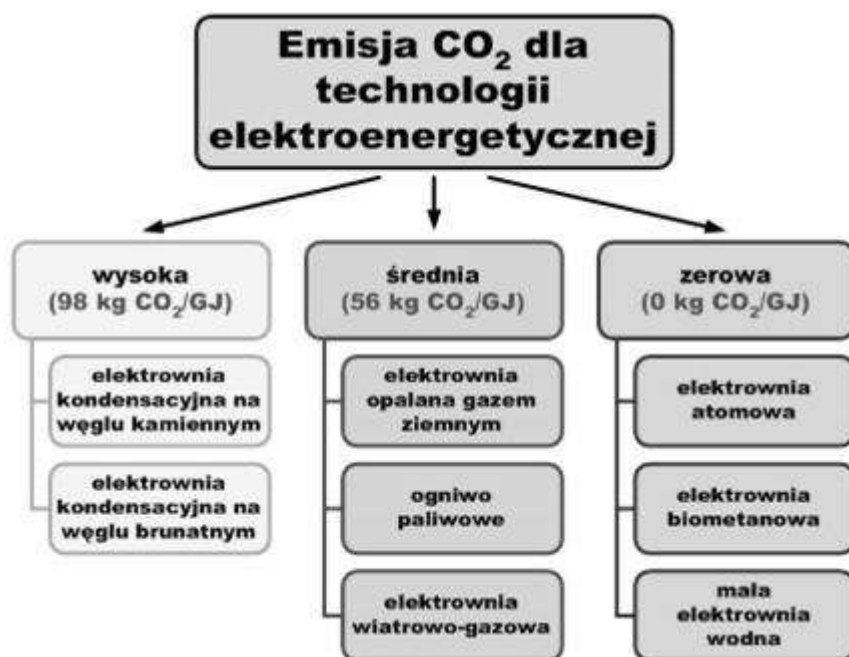 Emisja CO₂ dla
technologii
elektroenergetycznej
wysoka
(98 kg CO₂/GJ)
średnia
(56 kg CO₂/GJ)
zerowa
(0 kg CO₂/GJ)
elektrownia
kondensacyjna na
węglu kamiennym
elektrownia
kondensacyjna na
węglu brunatnym
elektrownia
opalana gazem
ziemnym
ogniwo
paliwowe
elektrownia
wiatrowo-gazowa
elektrownia
atomowa
elektrownia
biometanowa
mała
elektrownia
wodna